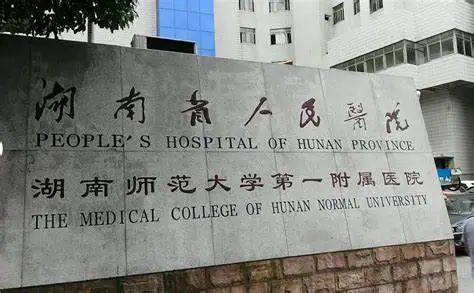 湖南省人民醫院
PEOPLE'S HOSPITAL OF HUNAN PROVINCE
湖南师范大学第一附属医院
THE MEDICAL COLLEGE OF HUNAN NORMAL UNIVERSITY